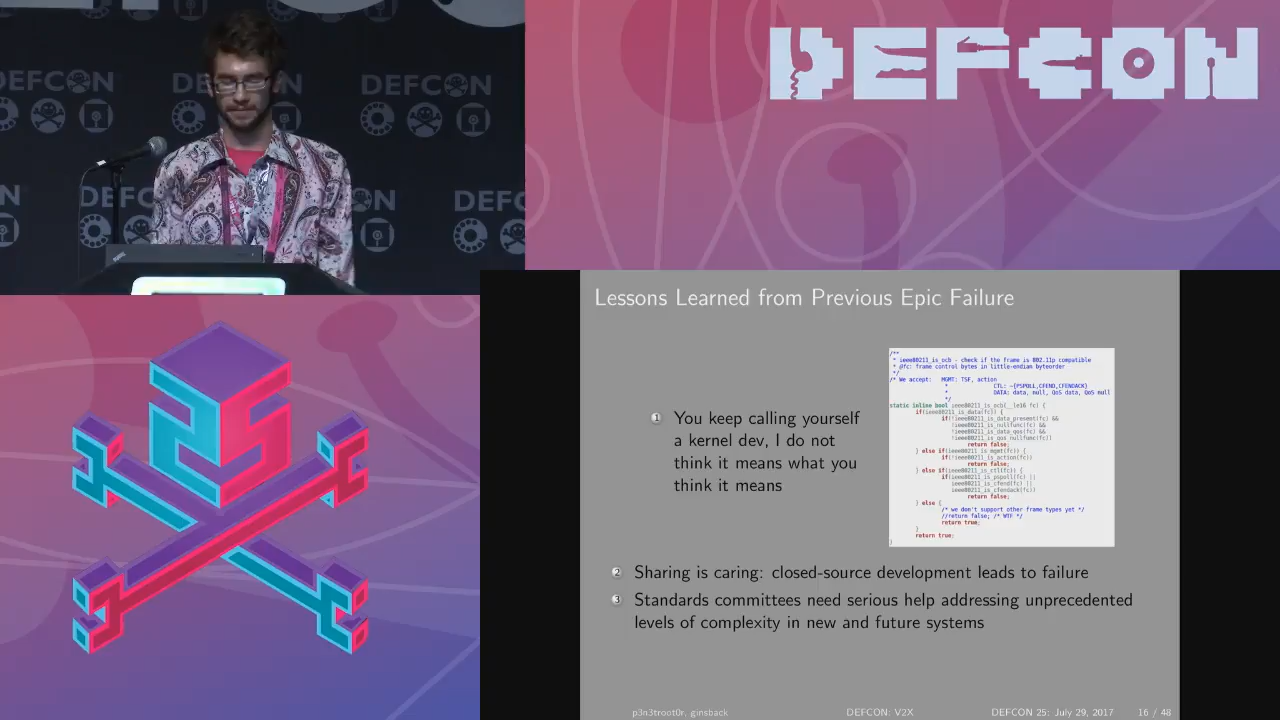 DEFCON
DEFCON
DEFCON
DEFCON
DEF
DEFCON
Lessons Learned from Previous Epic Failure
/**
* ieee80211_is_ocb - check if the frame is 802.11p compatible
* @fc: frame control bytes in little-endian byteorder
*/
/* We accept: MGMT: TSF, action
* CTL: ~{PSPOLL,CFEND,CFENDACK}
* DATA: data, null, QoS data, QoS null
*/
static inline bool ieee80211_is_ocb(__le16 fc) {
if(ieee80211_is_data(fc)) {
if(!ieee80211_is_data_present(fc) &&
!ieee80211_is_nullfunc(fc) &&
!ieee80211_is_data_qos(fc) &&
!ieee80211_is_qos_nullfunc(fc))
return false;
} else if(ieee80211_is_mgmt(fc)) {
if(!ieee80211_is_action(fc))
return false;
} else if(ieee80211_is_ctl(fc)) {
if(ieee80211_is_pspoll(fc) ||
ieee80211_is_cfend(fc) ||
ieee80211_is_cfendack(fc))
return false;
} else {
/* we don't support other frame types yet */
//return false; /* WTF */
return true;
}
return true;
}
1 You keep calling yourself
a kernel dev, I do not
think it means what you
think it means
2 Sharing is caring: closed-source development leads to failure
3 Standards committees need serious help addressing unprecedented
levels of complexity in new and future systems
p3n3troot0r, ginsback DEFCON: V2X DEFCON 25: July 29, 2017 16 / 48